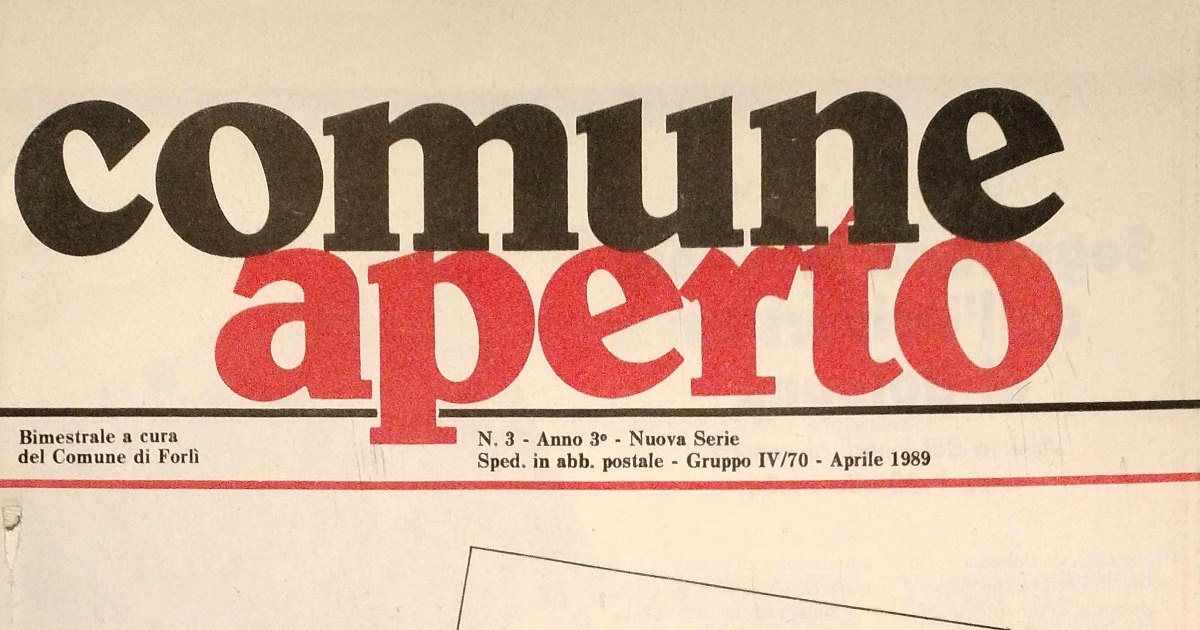 comune
aperto
Bimestrale a cura
del Comune di Forlì
N. 3 - Anno 3º - Nuova Serie
Sped. in abb. postale - Gruppo IV/70 - Aprile 1989